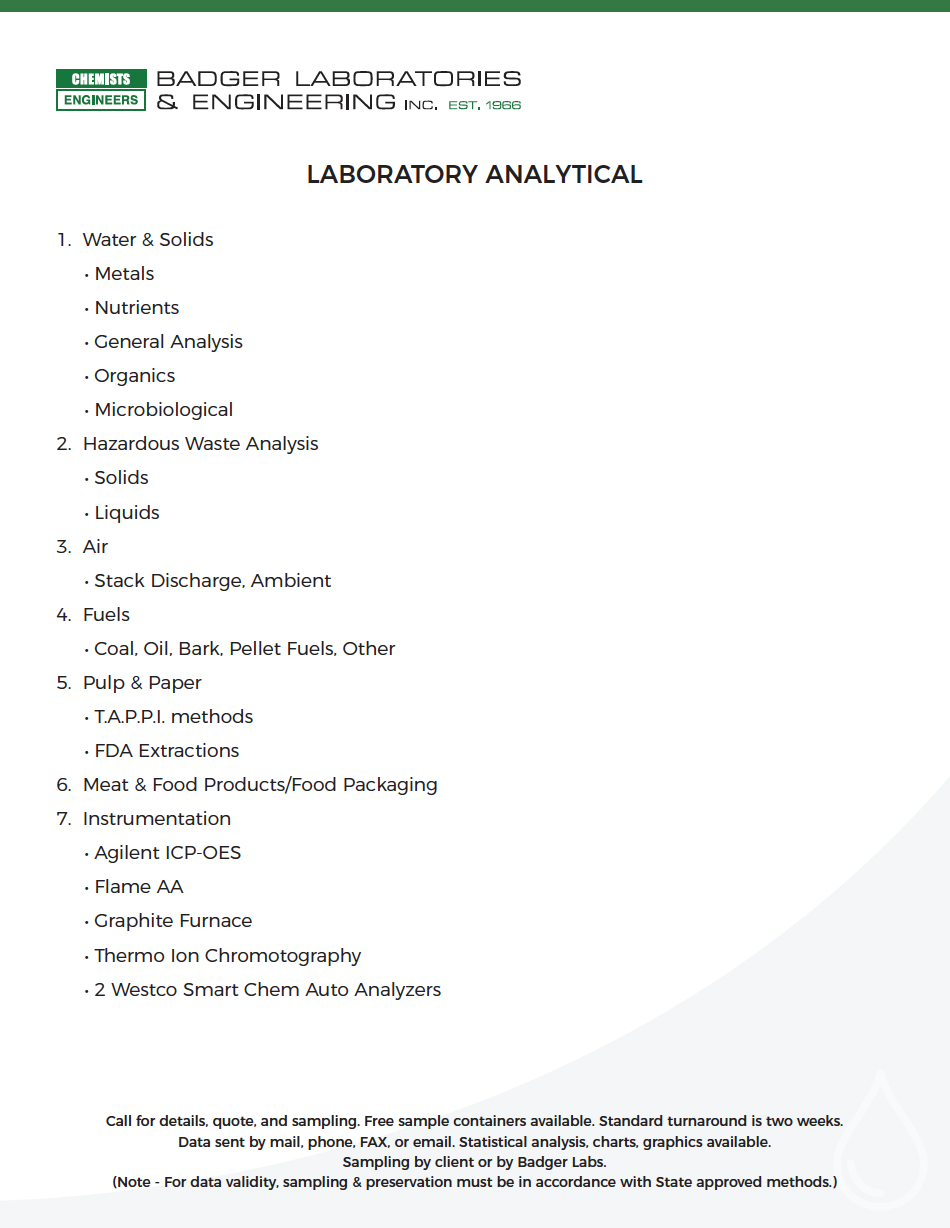 CHEMISTS
ENGINEERS
BADGER LABORATORIES
& ENGINEERING INC. EST. 1966
LABORATORY ANALYTICAL
1. Water & Solids
• Metals
• Nutrients
• General Analysis
• Organics
• Microbiological
2. Hazardous Waste Analysis
• Solids
• Liquids
3. Air
• Stack Discharge, Ambient
4. Fuels
• Coal, Oil, Bark, Pellet Fuels, Other
5. Pulp & Paper
• T.A.P.P.I. methods
• FDA Extractions
6. Meat & Food Products/Food Packaging
7. Instrumentation
• Agilent ICP-OES
• Flame AA
• Graphite Furnace
• Thermo Ion Chromotography
• 2 Westco Smart Chem Auto Analyzers
Call for details, quote, and sampling. Free sample containers available. Standard turnaround is two weeks.
Data sent by mail, phone, FAX, or email. Statistical analysis, charts, graphics available.
Sampling by client or by Badger Labs.
(Note - For data validity, sampling & preservation must be in accordance with State approved methods.)